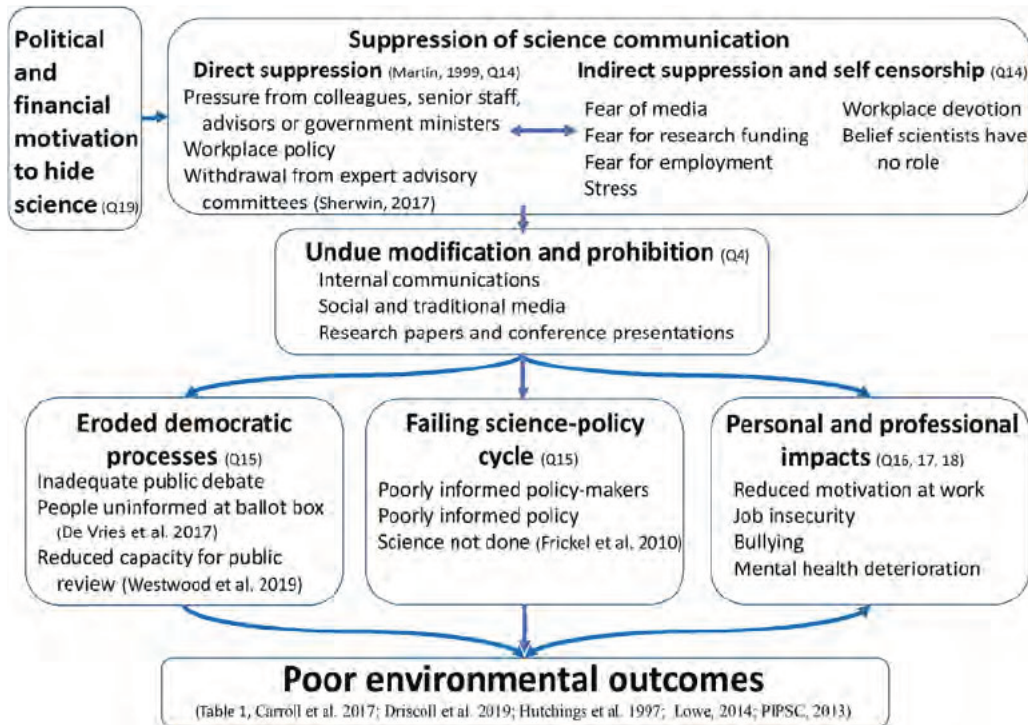 Political
and
financial
motivation
to hide
science (Q19)
Suppression of science communication
Direct suppression (Martin, 1999, Q14)
Pressure from colleagues, senior staff,
advisors or government ministers
Workplace policy
Withdrawal from expert advisory
committees (Sherwin, 2017)
Indirect suppression and self censorship (Q14)
Fear of media
Fear for research funding
Fear for employment
Stress
Workplace devotion
Belief scientists have
no role
Undue modification and prohibition (Q4)
Internal communications
Social and traditional media
Research papers and conference presentations
Eroded democratic
processes (Q15)
Inadequate public debate
People uninformed at ballot box
(De Vries et al. 2017)
Reduced capacity for public
review (Westwood et al. 2019)
Failing science-policy
cycle (Q15)
Poorly informed policy-makers
Poorly informed policy
Science not done (Frickel et al. 2010)
Personal and professional
impacts (Q16, 17, 18)
Reduced motivation at work
Job insecurity
Bullying
Mental health deterioration
Poor environmental outcomes
(Table 1, Carroll et al. 2017; Driscoll et al. 2019; Hutchings et al. 1997; Lowe, 2014; PIPSC, 2013)